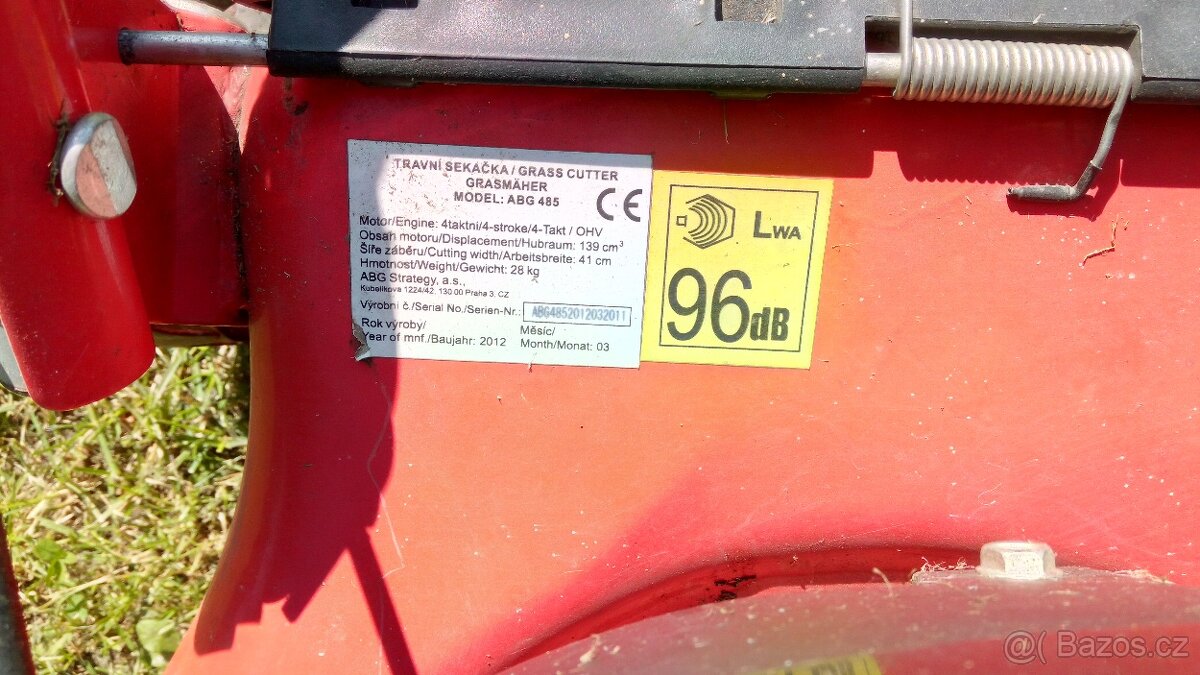 TRAVNÍ SEKAČKA / GRASS CUTTER
GRASMÄHER
MODEL: ABG 485
CE
Motor/Engine: 4taktní/4-stroke/4-Takt / OHV
Obsah motoru/Displacement/Hubraum: 139 cm³
Šíře záběru/Cutting width/Arbeitsbreite: 41 cm
Hmotnost/Weight/Gewicht: 28 kg
ABG Strategy, a.s.,
Kubelíkova 1224/42, 130 00 Praha 3, CZ
Výrobní č./Serial No./Serien-Nr.: ABG4852012032011
Rok výroby/ Měsíc/
Year of mnf./Baujahr: 2012 Month/Monat: 03
LWA
96dB
@ Bazos.cz